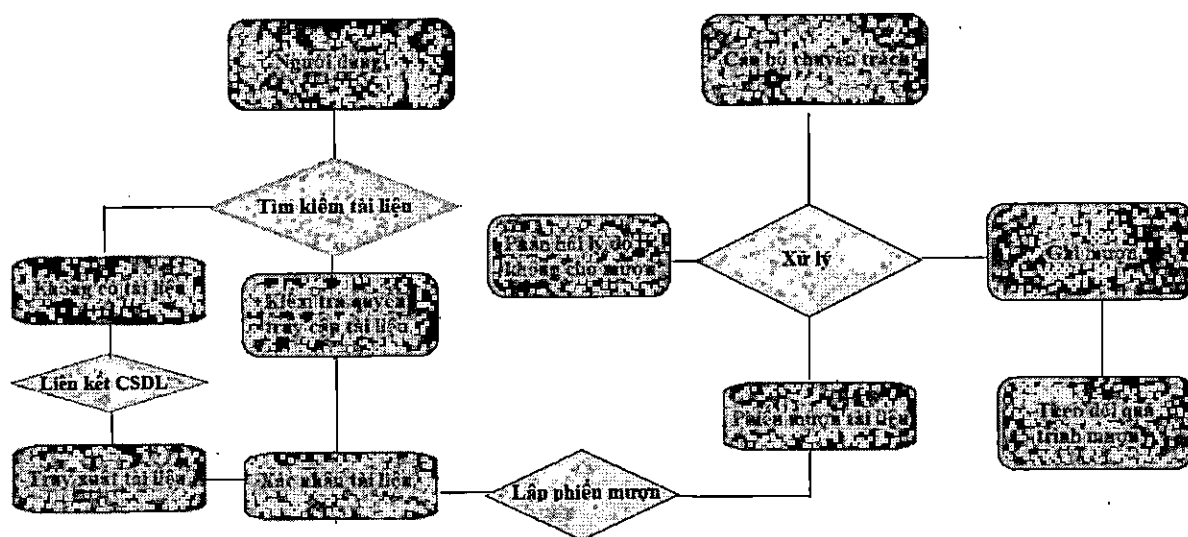 Người dùng
Cán bộ chuyên trách
Tìm kiếm tài liệu
Phản hồi lý do
không cho mượn
Xử lý
Ghi mượn
Không có tài liệu
Kiểm tra quyền
truy cập tài liệu
Liên kết CSDL
Phiếu mượn tài liệu
Theo dõi quá
trình mượn
Truy xuất tài liệu
Xác nhận tài liệu
Lập phiếu mượn